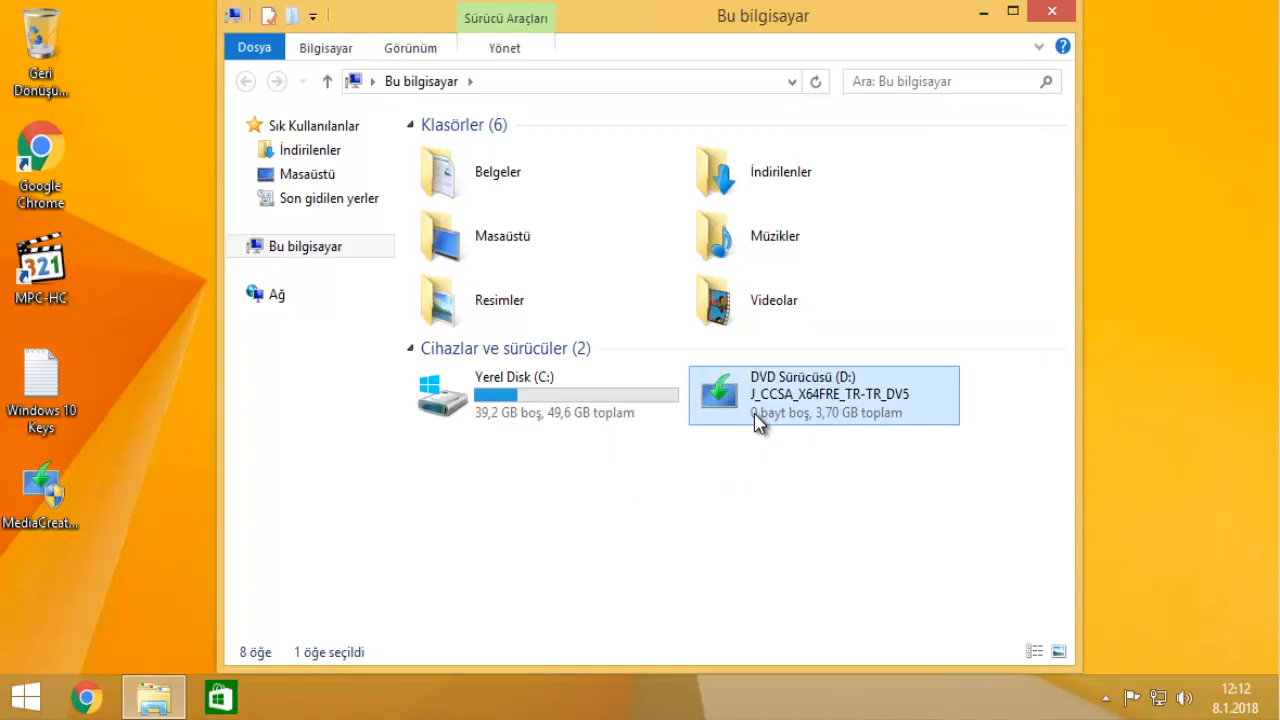 Geri
Dönüşü...
Google
Chrome
321
MPC-HC
Windows 10
Keys
MediaCreat...
Sürücü Araçları
Bu bilgisayar
Dosya
Bilgisayar
Görünüm
Yönet
Bu bilgisayar
Ara: Bu bilgisayar
Sık Kullanılanlar
İndirilenler
Masaüstü
Son gidilen yerler
Bu bilgisayar
Ağ
Klasörler (6)
Belgeler
İndirilenler
Masaüstü
Müzikler
Resimler
Videolar
Cihazlar ve sürücüler (2)
Yerel Disk (C:)
39,2 GB boş, 49,6 GB toplam
DVD Sürücüsü (D:)
J_CCSA_X64FRE_TR-TR_DV5
0 bayt boş, 3,70 GB toplam
8 öğe
1 öğe seçildi
12:12
8.1.2018